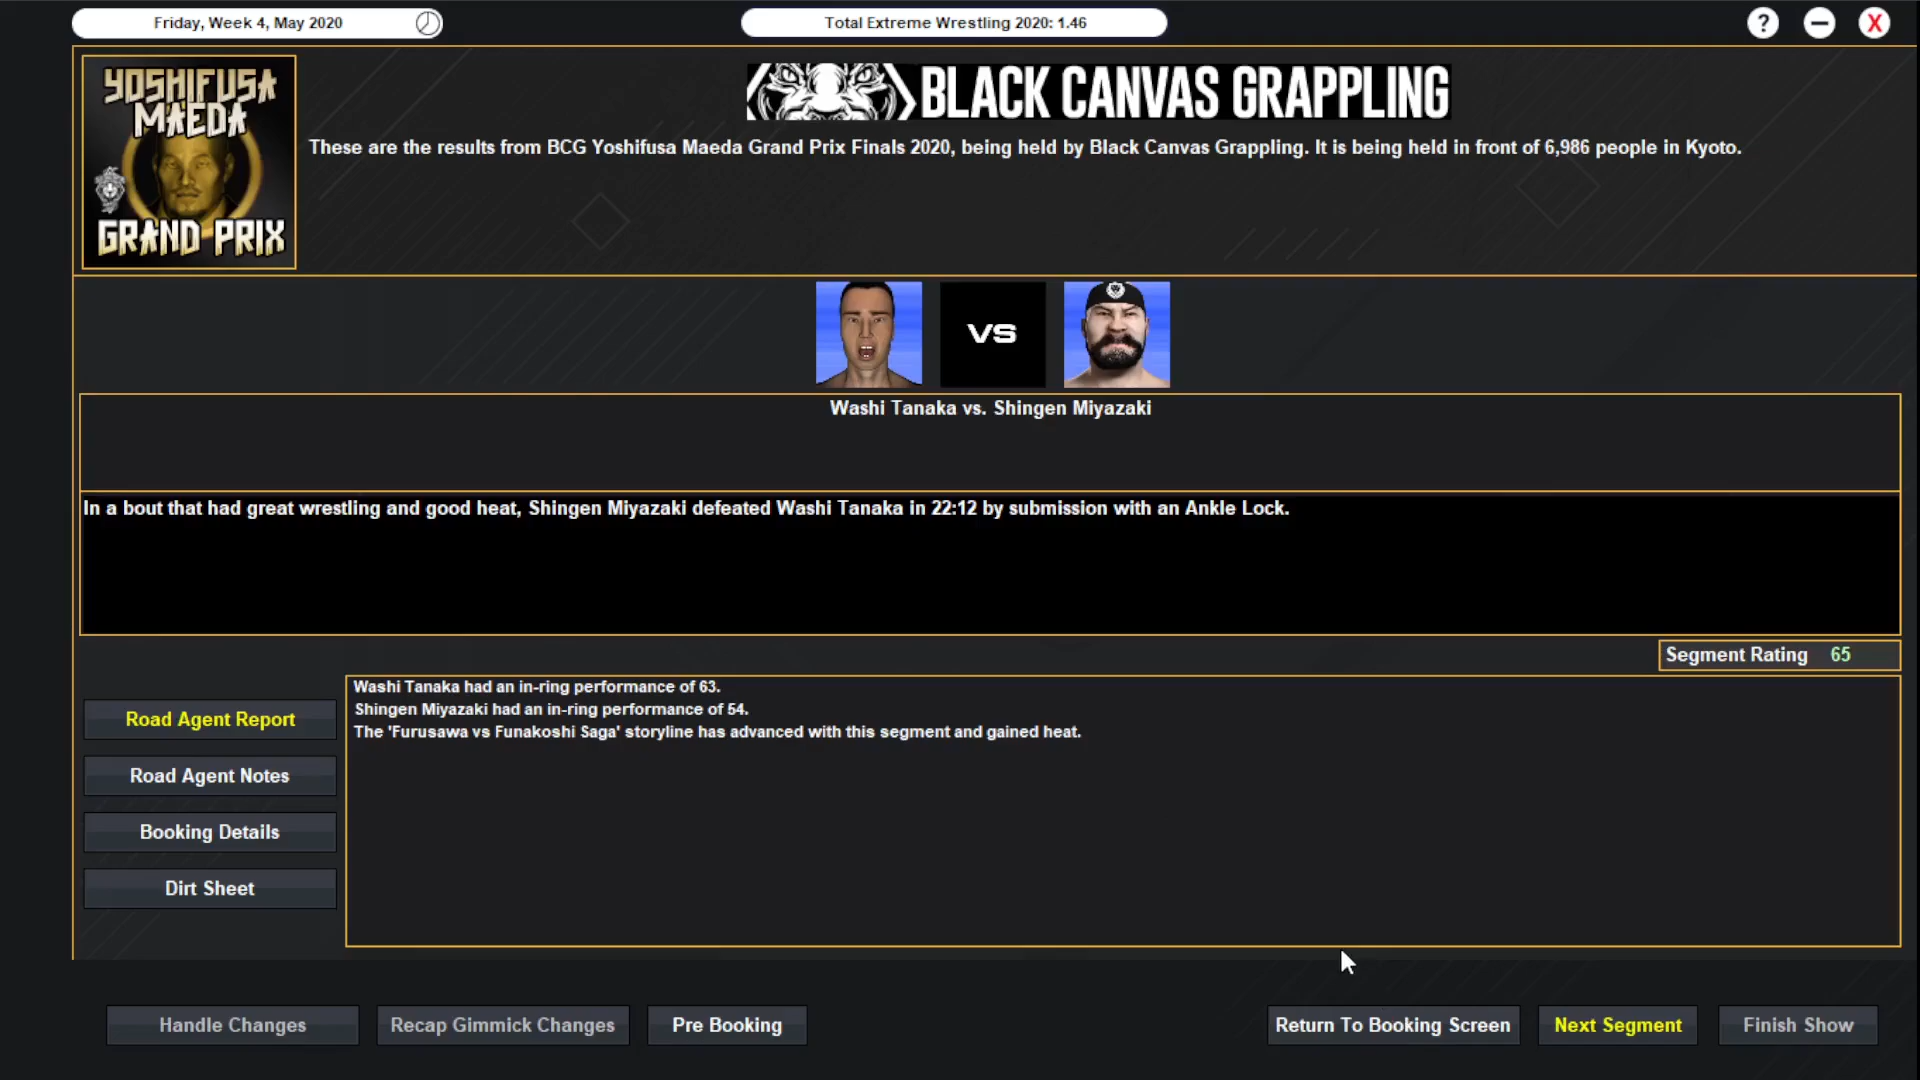 Friday, Week 4, May 2020
Total Extreme Wrestling 2020: 1.46
?
X
YOSHIFUSA
MAEDA
GRAND PRIX
BLACK CANVAS GRAPPLING
These are the results from BCG Yoshifusa Maeda Grand Prix Finals 2020, being held by Black Canvas Grappling. It is being held in front of 6,986 people in Kyoto.
VS
Washi Tanaka vs. Shingen Miyazaki
In a bout that had great wrestling and good heat, Shingen Miyazaki defeated Washi Tanaka in 22:12 by submission with an Ankle Lock.
Segment Rating 65
Road Agent Report
Road Agent Notes
Booking Details
Dirt Sheet
Washi Tanaka had an in-ring performance of 63.
Shingen Miyazaki had an in-ring performance of 54.
The 'Furusawa vs Funakoshi Saga' storyline has advanced with this segment and gained heat.
Handle Changes
Recap Gimmick Changes
Pre Booking
Return To Booking Screen
Next Segment
Finish Show